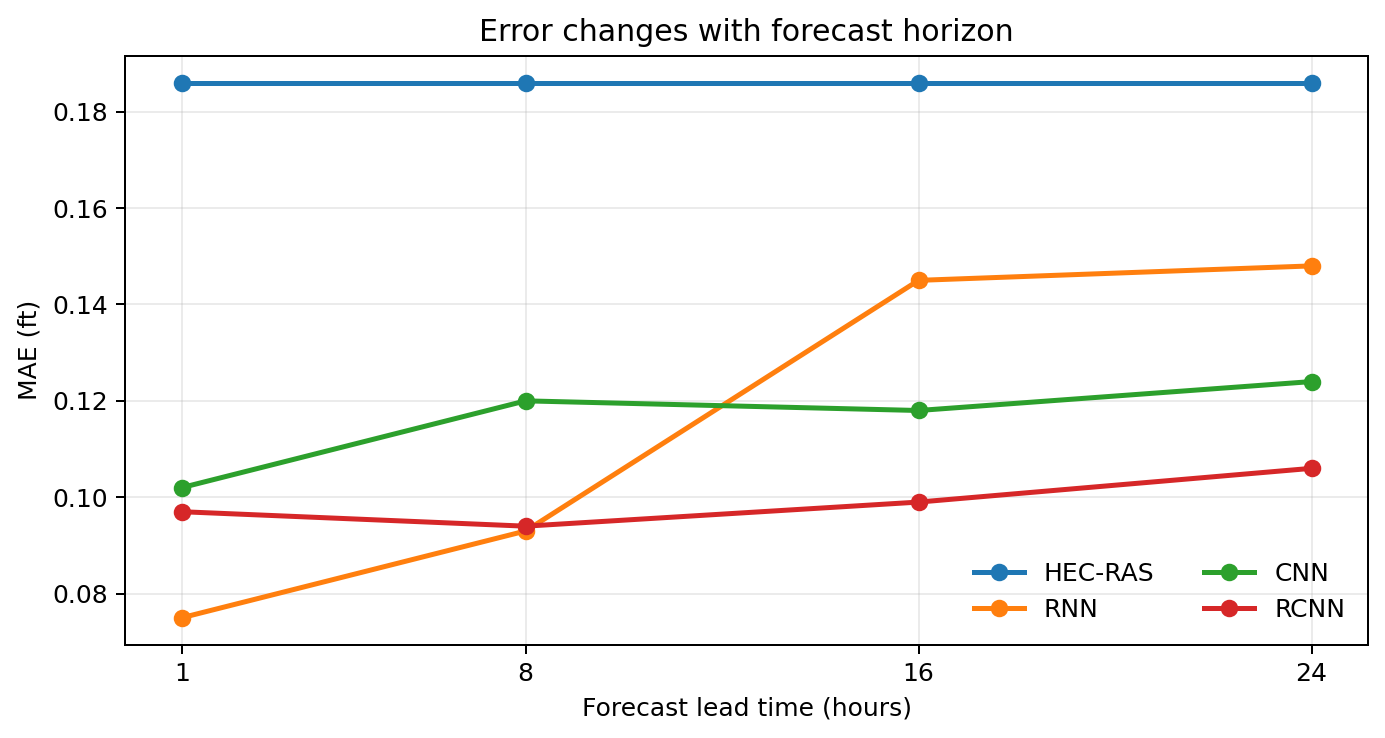 Error changes with forecast horizon
MAE (ft)
0.18
0.16
0.14
0.12
0.10
0.08
1 8 16 24
Forecast lead time (hours)
HEC-RAS CNN
RNN RCNN